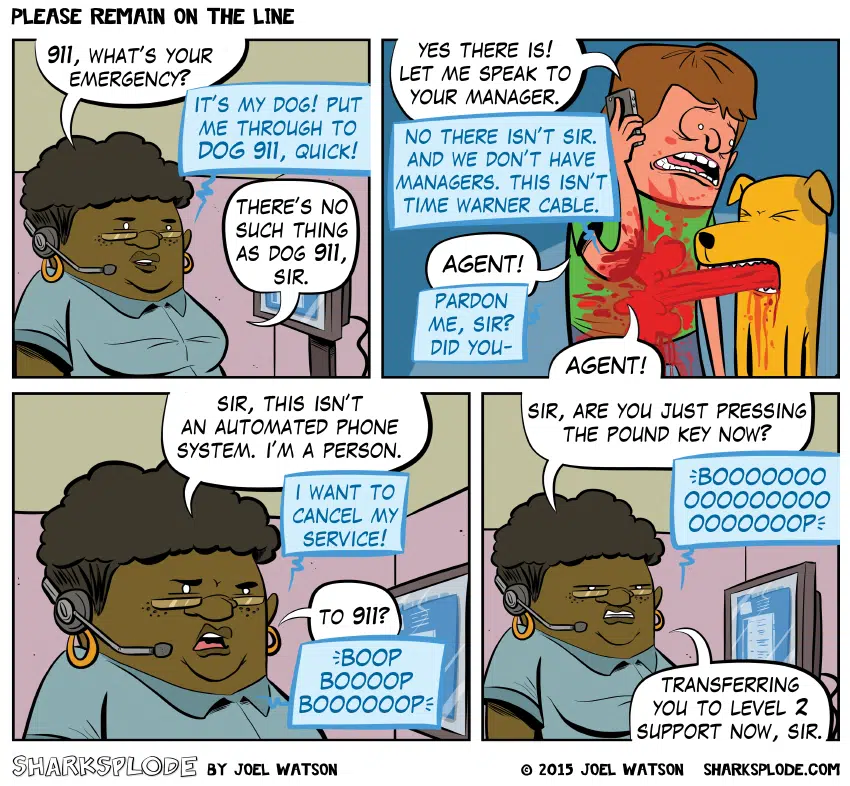 PLEASE REMAIN ON THE LINE
911, WHAT'S YOUR
EMERGENCY?
IT'S MY DOG! PUT
ME THROUGH TO
DOG 911, QUICK!
THERE'S NO
SUCH THING
AS DOG 911,
SIR.
YES THERE IS!
LET ME SPEAK TO
YOUR MANAGER.
NO THERE ISN'T SIR.
AND WE DON'T HAVE
MANAGERS. THIS ISN'T
TIME WARNER CABLE.
AGENT!
PARDON
ME, SIR?
DID YOU-
AGENT!
SIR, THIS ISN'T
AN AUTOMATED PHONE
SYSTEM. I'M A PERSON.
I WANT TO
CANCEL MY
SERVICE!
TO 911?
BOOP
BOOOOP
BOOOOOOP
SIR, ARE YOU JUST PRESSING
THE POUND KEY NOW?
BOOOOOOO
OOOOOOOOOO
OOOOOOOP
TRANSFERRING
YOU TO LEVEL 2
SUPPORT NOW, SIR.
SHARKSPLODE BY JOEL WATSON
© 2015 JOEL WATSON SHARKSPLODE.COM